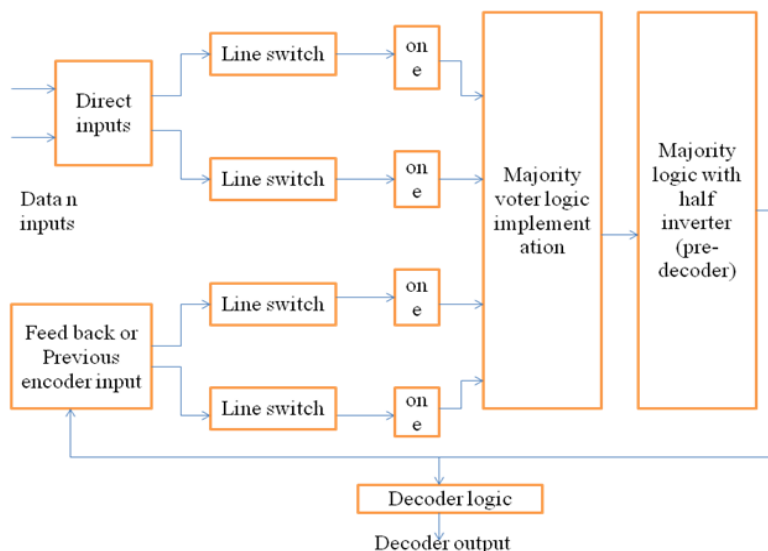 Direct
inputs
Line switch
on
e
Line switch
on
e
Data n
inputs
Majority
voter logic
implement
ation
Majority
logic with
half
inverter
(pre-
decoder)
Feed back or
Previous
encoder input
Line switch
on
e
Line switch
on
e
Decoder logic
Decoder output